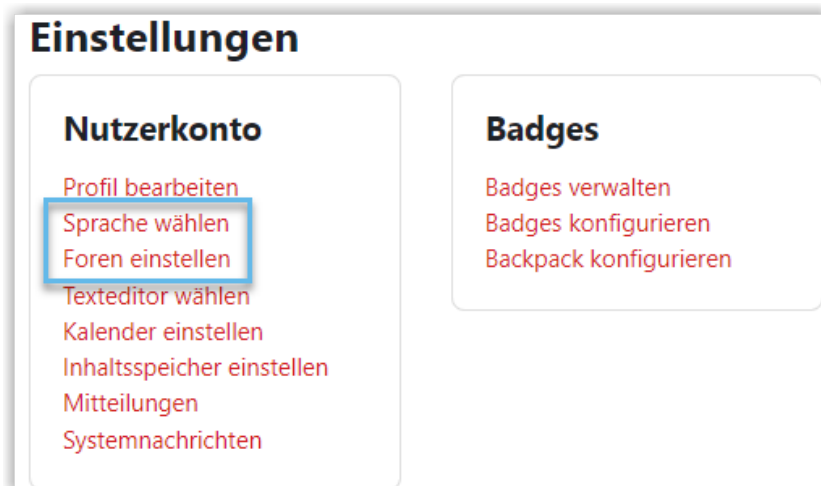 Einstellungen
Nutzerkonto
Profil bearbeiten
Sprache wählen
Foren einstellen
Texteditor wählen
Kalender einstellen
Inhaltsspeicher einstellen
Mitteilungen
Systemnachrichten
Badges
Badges verwalten
Badges konfigurieren
Backpack konfigurieren